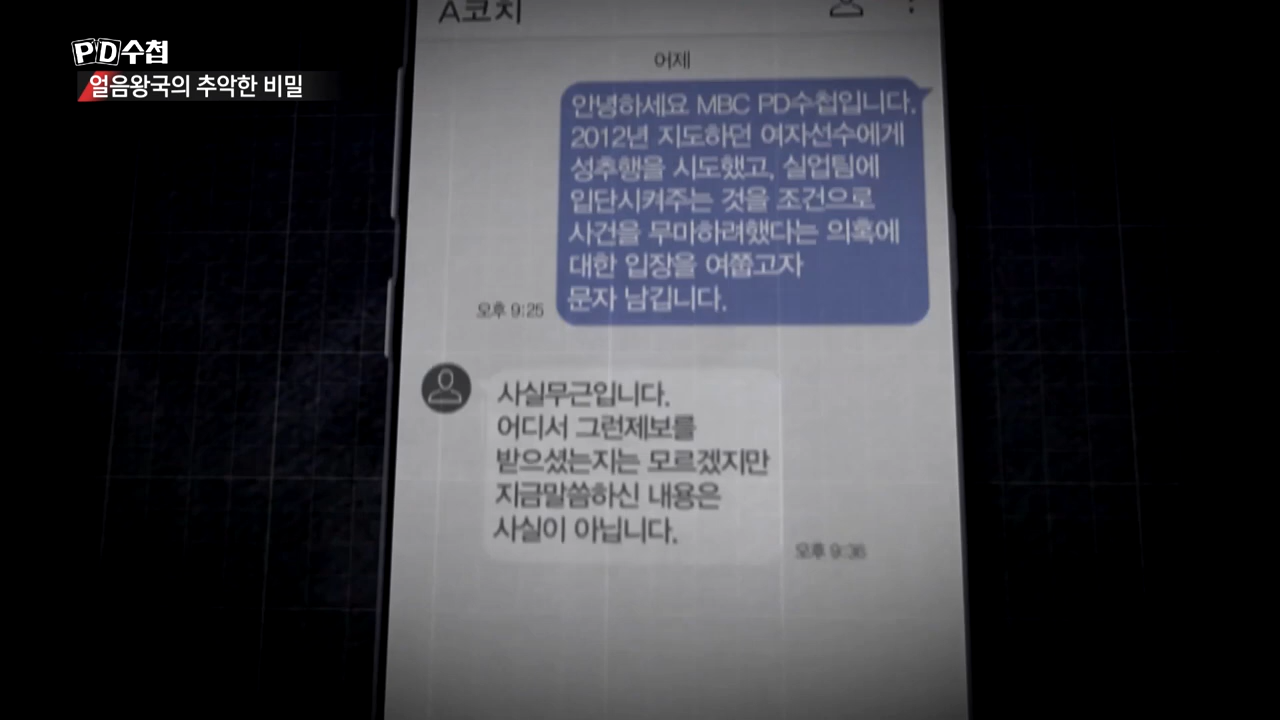 PD수첩
얼음왕국의 추악한 비밀
A코치
어제
안녕하세요 MBC PD수첩입니다.
2012년 지도하던 여자선수에게
성추행을 시도했고, 실업팀에
입단시켜주는 것을 조건으로
사건을 무마하려했다는 의혹에
대한 입장을 여쭙고자
문자 남깁니다.
오후 9:25
사실무근입니다.
어디서 그런제보를
받으셨는지는 모르겠지만
지금말씀하신 내용은
사실이 아닙니다.
오후 9:36